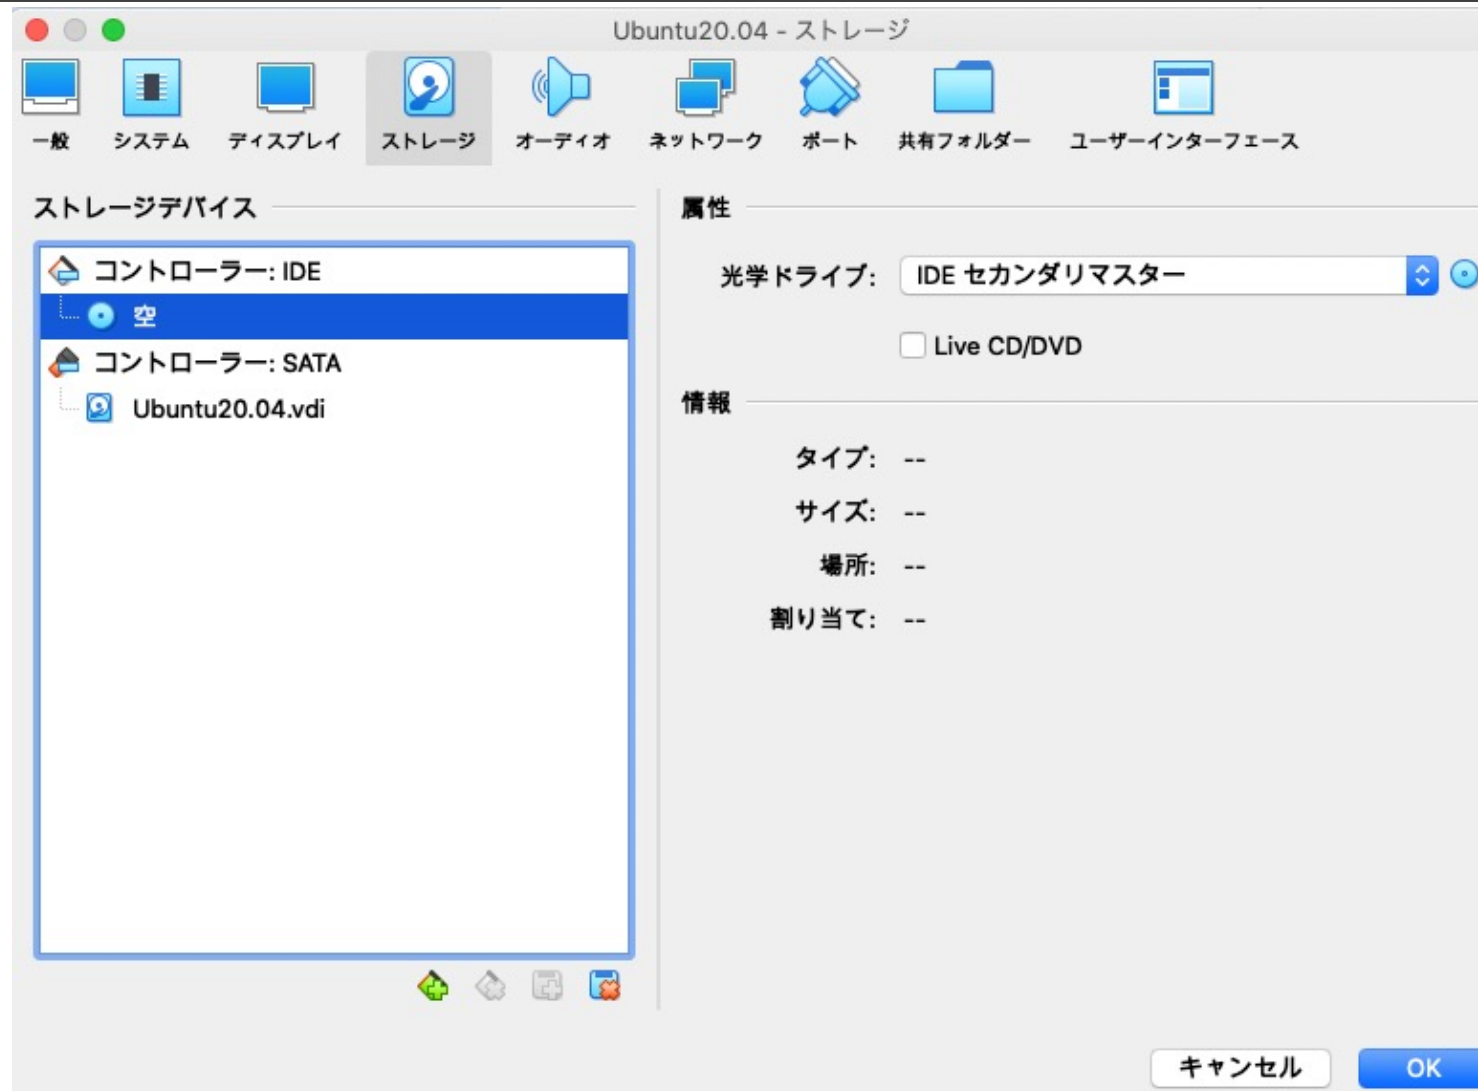 Ubuntu20.04 - ストレージ
一般 システム ディスプレイ ストレージ オーディオ ネットワーク ポート 共有フォルダー ユーザーインターフェース
ストレージデバイス
コントローラー: IDE
空
コントローラー: SATA
Ubuntu20.04.vdi
属性
光学ドライブ: IDE セカンダリマスター
Live CD/DVD
情報
タイプ: --
サイズ: --
場所: --
割り当て: --
キャンセル OK